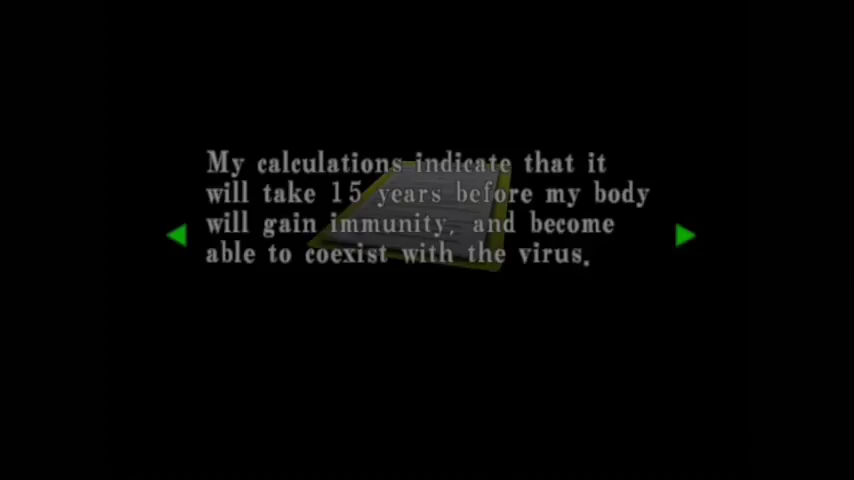 My calculations indicate that it
will take 15 years before my body
will gain immunity, and become
able to coexist with the virus.